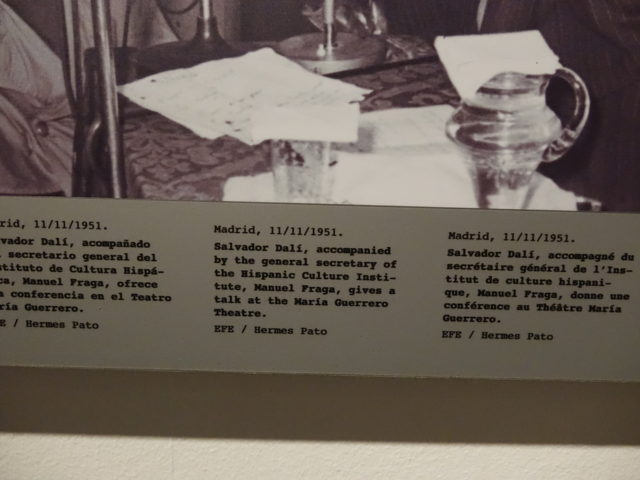 rid, 11/11/1951.
vador Dalí, acompañado
secretario general del
stituto de Cultura Hispá-
ca, Manuel Fraga, ofrece
a conferencia en el Teatro
ría Guerrero.
E / Hermes Pato
Madrid, 11/11/1951.
Salvador Dalí, accompanied
by the general secretary of
the Hispanic Culture Insti-
tute, Manuel Fraga, gives a
talk at the María Guerrero
Theatre.
EFE / Hermes Pato
Madrid, 11/11/1951.
Salvador Dalí, accompagné du
secrétaire général de l'Ins-
titut de culture hispani-
que, Manuel Fraga, donne une
conférence au Théâtre María
Guerrero.
EFE / Hermes Pato